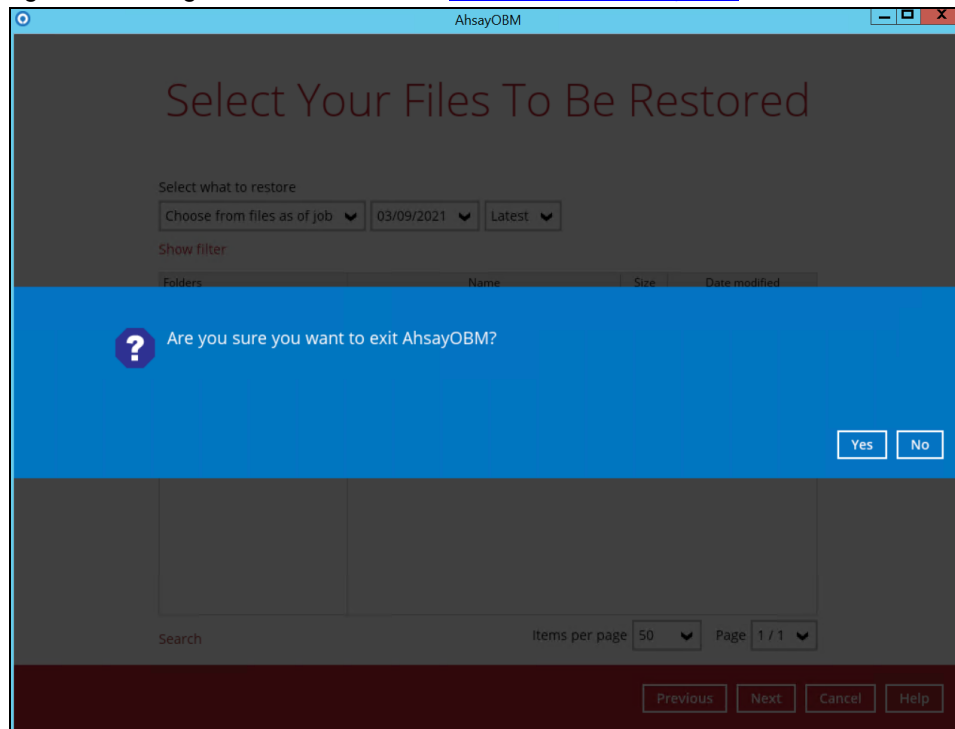 AhsayOBM
Select Your Files To Be Restored
Select what to restore
Choose from files as of job 03/09/2021 Latest
Show filter
Folders Name Size Date modified
Are you sure you want to exit AhsayOBM?
Yes No
Search Items per page 50 Page 1 / 1
Previous Next Cancel Help